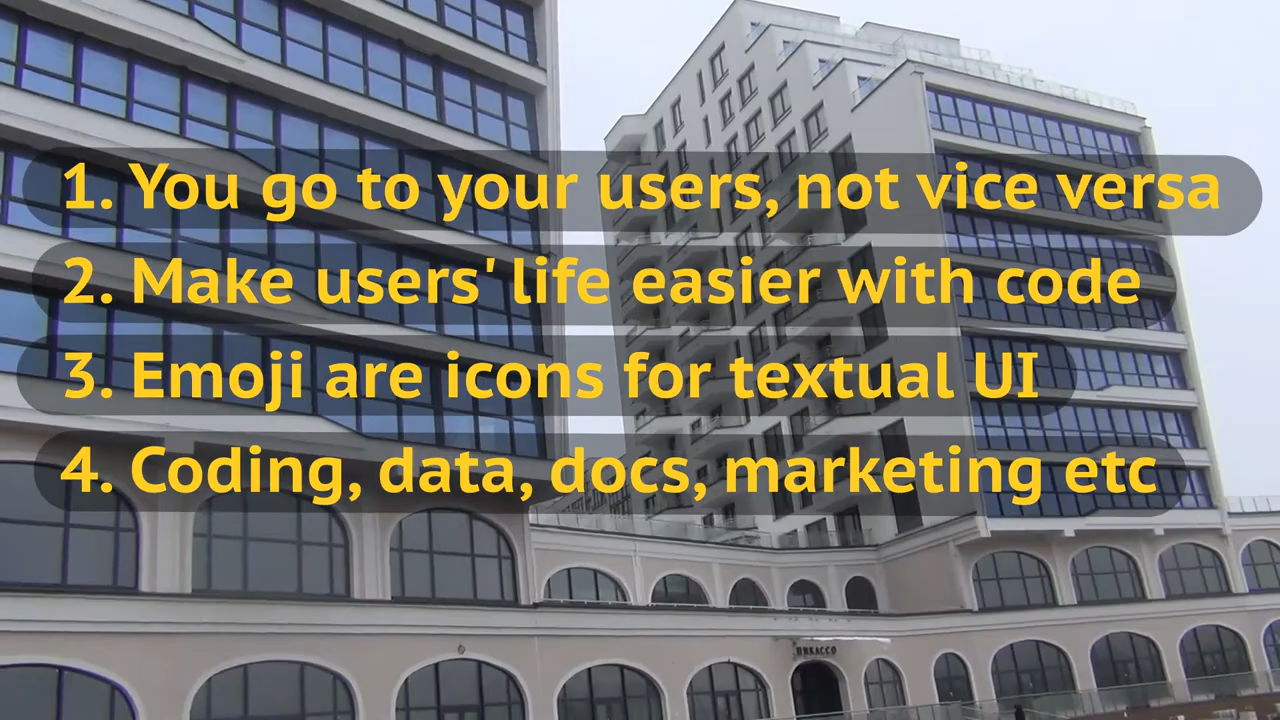 1. You go to your users, not vice versa
2. Make users' life easier with code
3. Emoji are icons for textual UI
4. Coding, data, docs, marketing etc
ПИКАССО